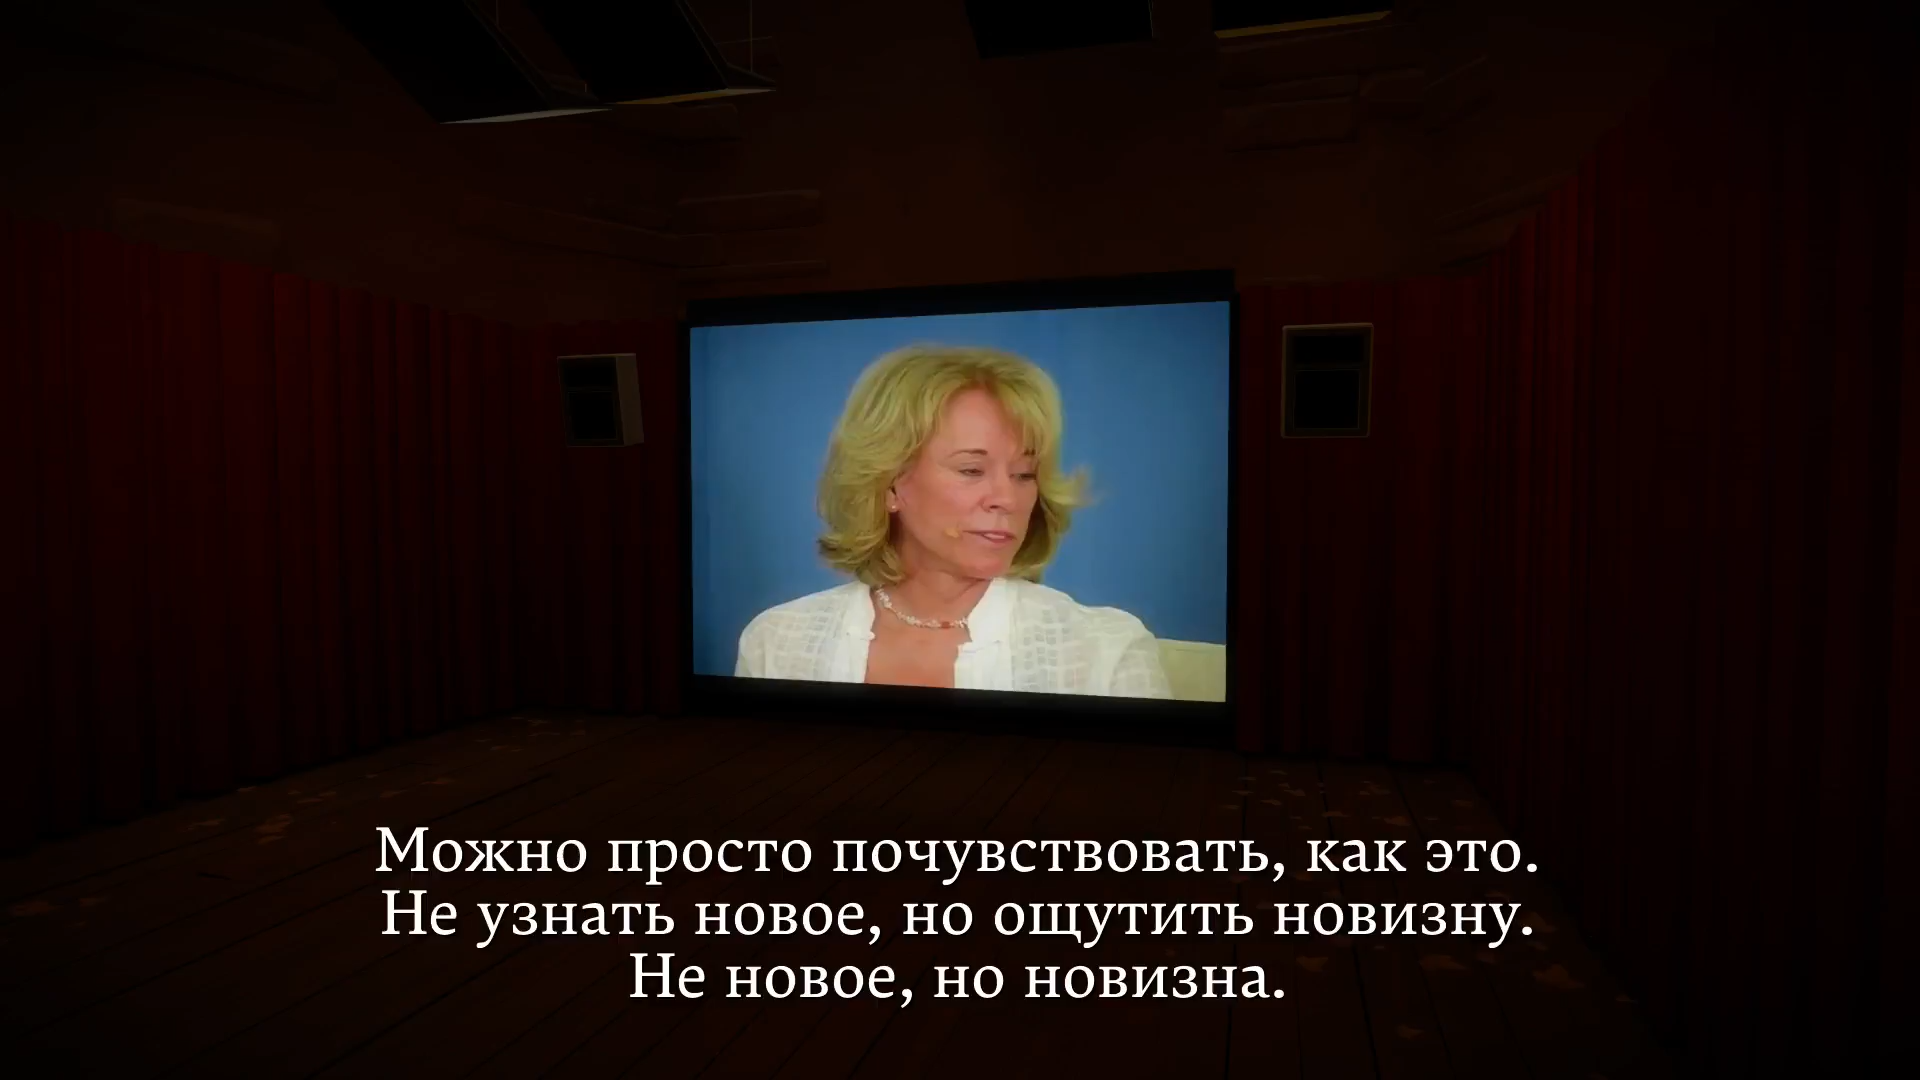 Можно просто почувствовать, как это.
Не узнать новое, но ощутить новизну.
Не новое, но новизна.